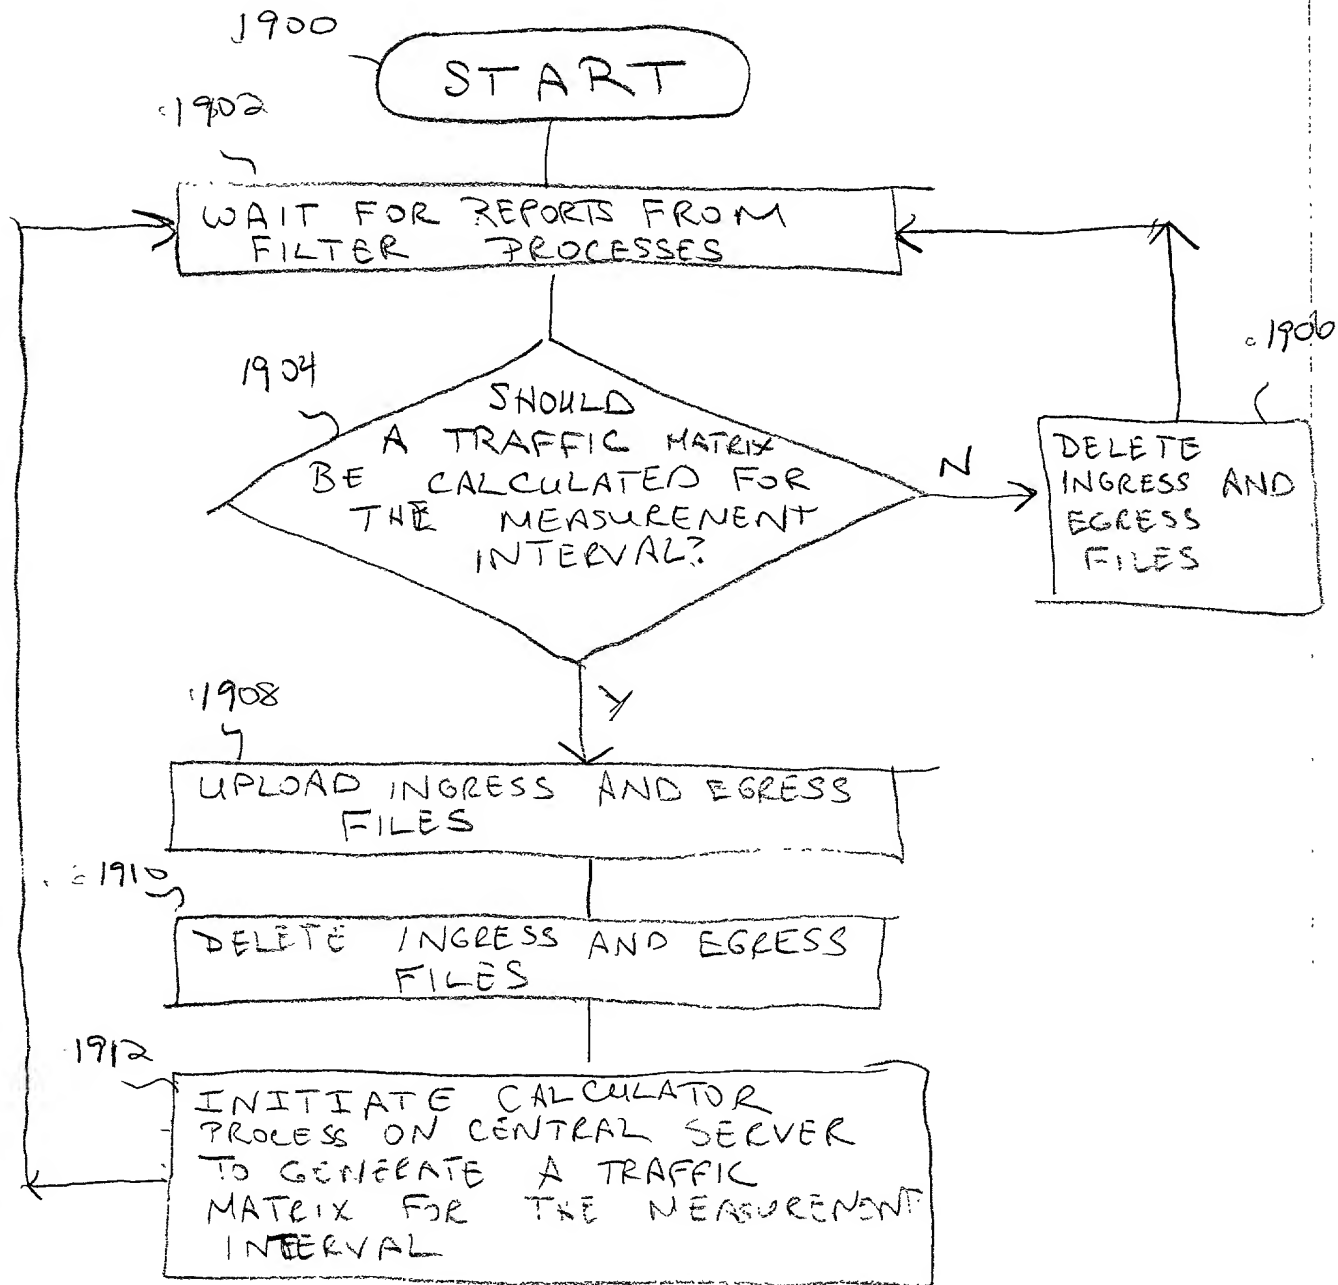 1900
START
1902
WAIT FOR REPORTS FROM
FILTER PROCESSES
1904
SHOULD
A TRAFFIC MATRIX
BE CALCULATED FOR
THE MEASUREMENT
INTERVAL?
N
1906
DELETE
INGRESS AND
EGRESS
FILES
Y
1908
UPLOAD INGRESS AND EGRESS
FILES
1910
DELETE INGRESS AND EGRESS
FILES
1912
INITIATE CALCULATOR
PROCESS ON CENTRAL SERVER
TO GENERATE A TRAFFIC
MATRIX FOR THE MEASUREMENT
INTERVAL